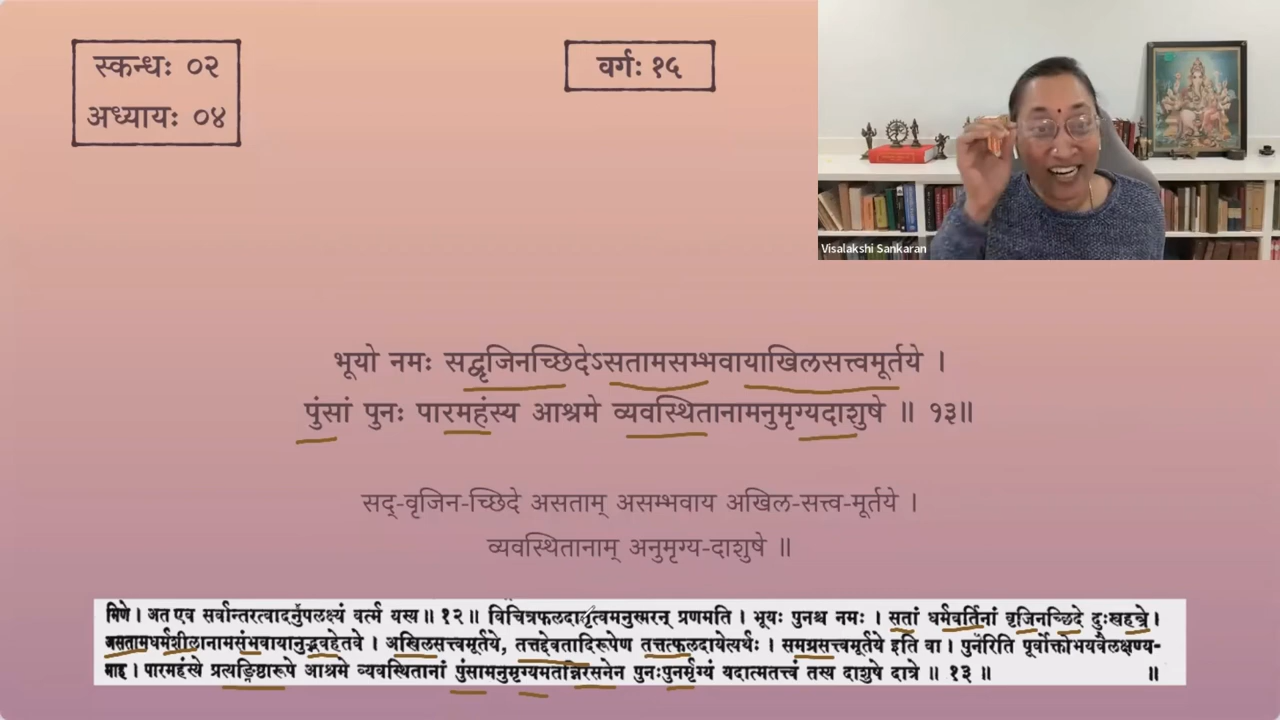 स्कन्धः ०२
अध्यायः ०४
वर्गः १५
Visalakshi Sankaran
भूयो नमः सद्वृजिनच्छिदेऽसतामसम्भवायाखिलसत्त्वमूर्तये ।
पुंसां पुनः पारमहंस्य आश्रमे व्यवस्थितानामनुमृग्यदाशुषे ॥ १३॥
सद्-वृजिन-च्छिदे असताम् असम्भवाय अखिल-सत्त्व-मूर्तये ।
व्यवस्थितानाम् अनुमृग्य-दाशुषे ॥
मिणे । अत एव सर्वान्तरत्वादनुपलक्ष्यं वर्त्म यस्य ॥ १२ ॥ विचित्रफलदातृत्वमनुस्मरन् प्रणमति । भूयः पुनश्च नमः । सतां धर्मवर्तिनां वृजिनच्छिदे दुःखहन्त्रे ।
असतामधर्मशीलानामसंभवायानुद्भवहेतवे । अखिलसत्त्वमूर्तये, तत्तद्देवतादिरूपेण तत्तत्फलदायेत्यर्थः । समग्रसत्त्वमूर्तये इति वा । पुनरिति पूर्वोक्तोभयवैलक्षण्य-
माह । पारमहंस्ये प्रत्यङ्निष्ठारूपे आश्रमे व्यवस्थितानां पुंसामनुमृग्यमतन्निरसनेन पुनःपुनर्मृग्यं यदात्मतत्त्वं तस्य दाशुषे दात्रे ॥ १३ ॥ ॥